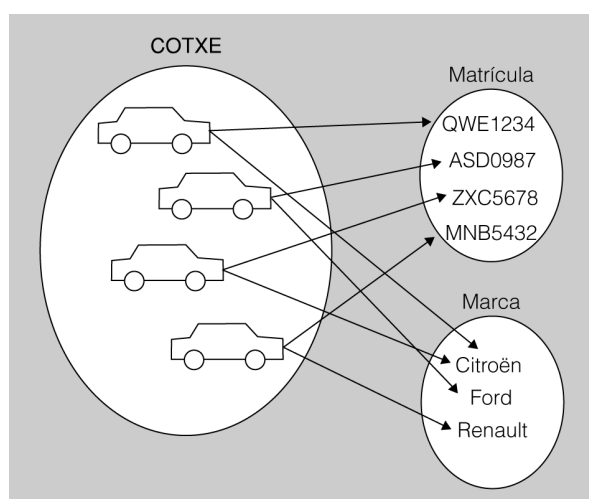 COTXE
Matrícula
QWE1234
ASD0987
ZXC5678
MNB5432
Marca
Citroën
Ford
Renault